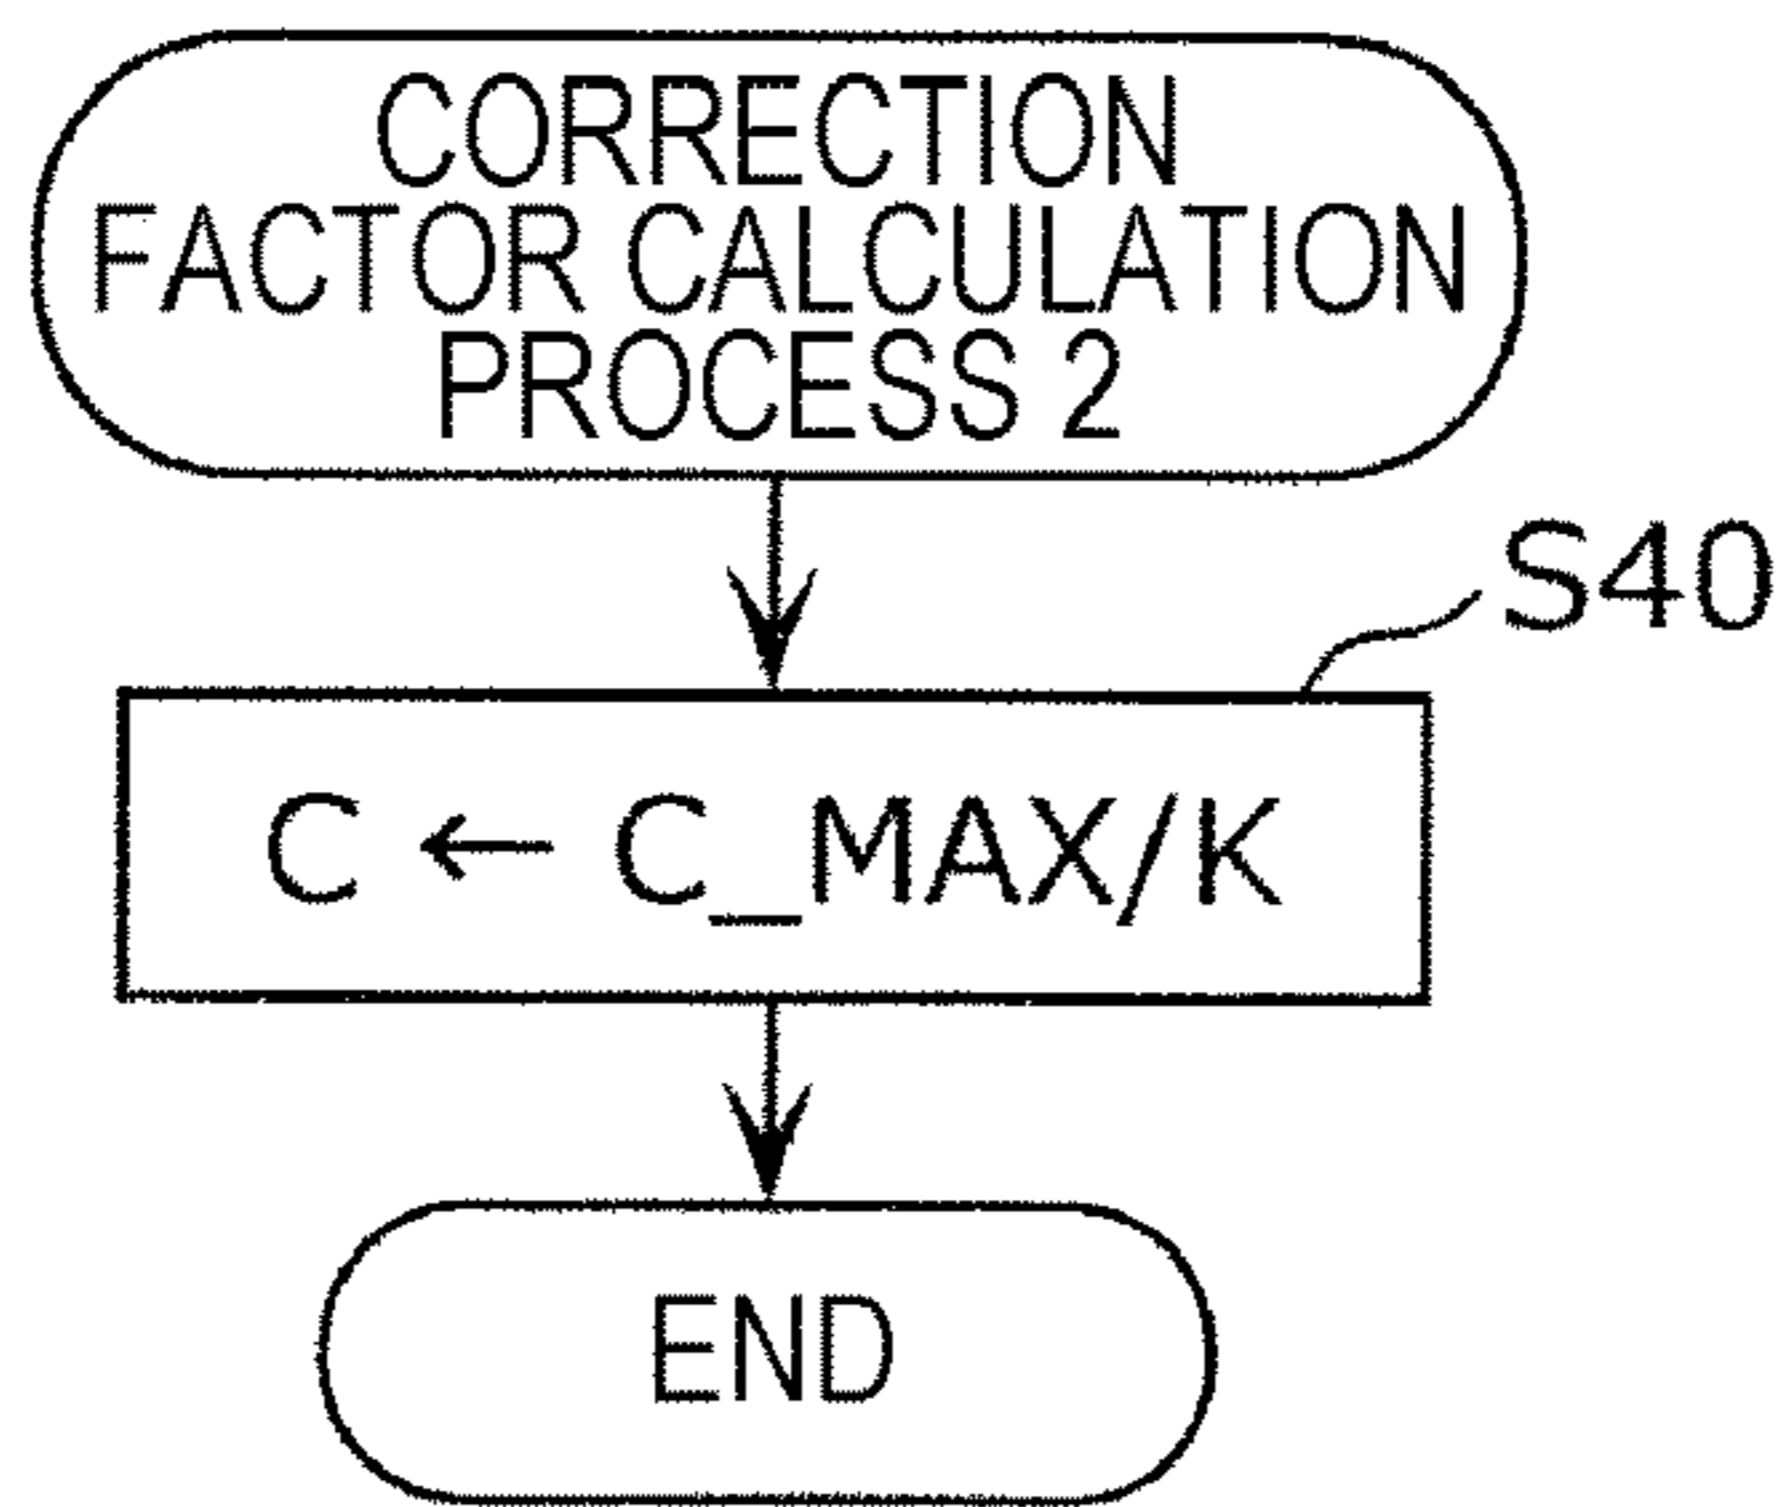 CORRECTION
FACTOR CALCULATION
PROCESS 2
S40
C ← C_MAX/K
END